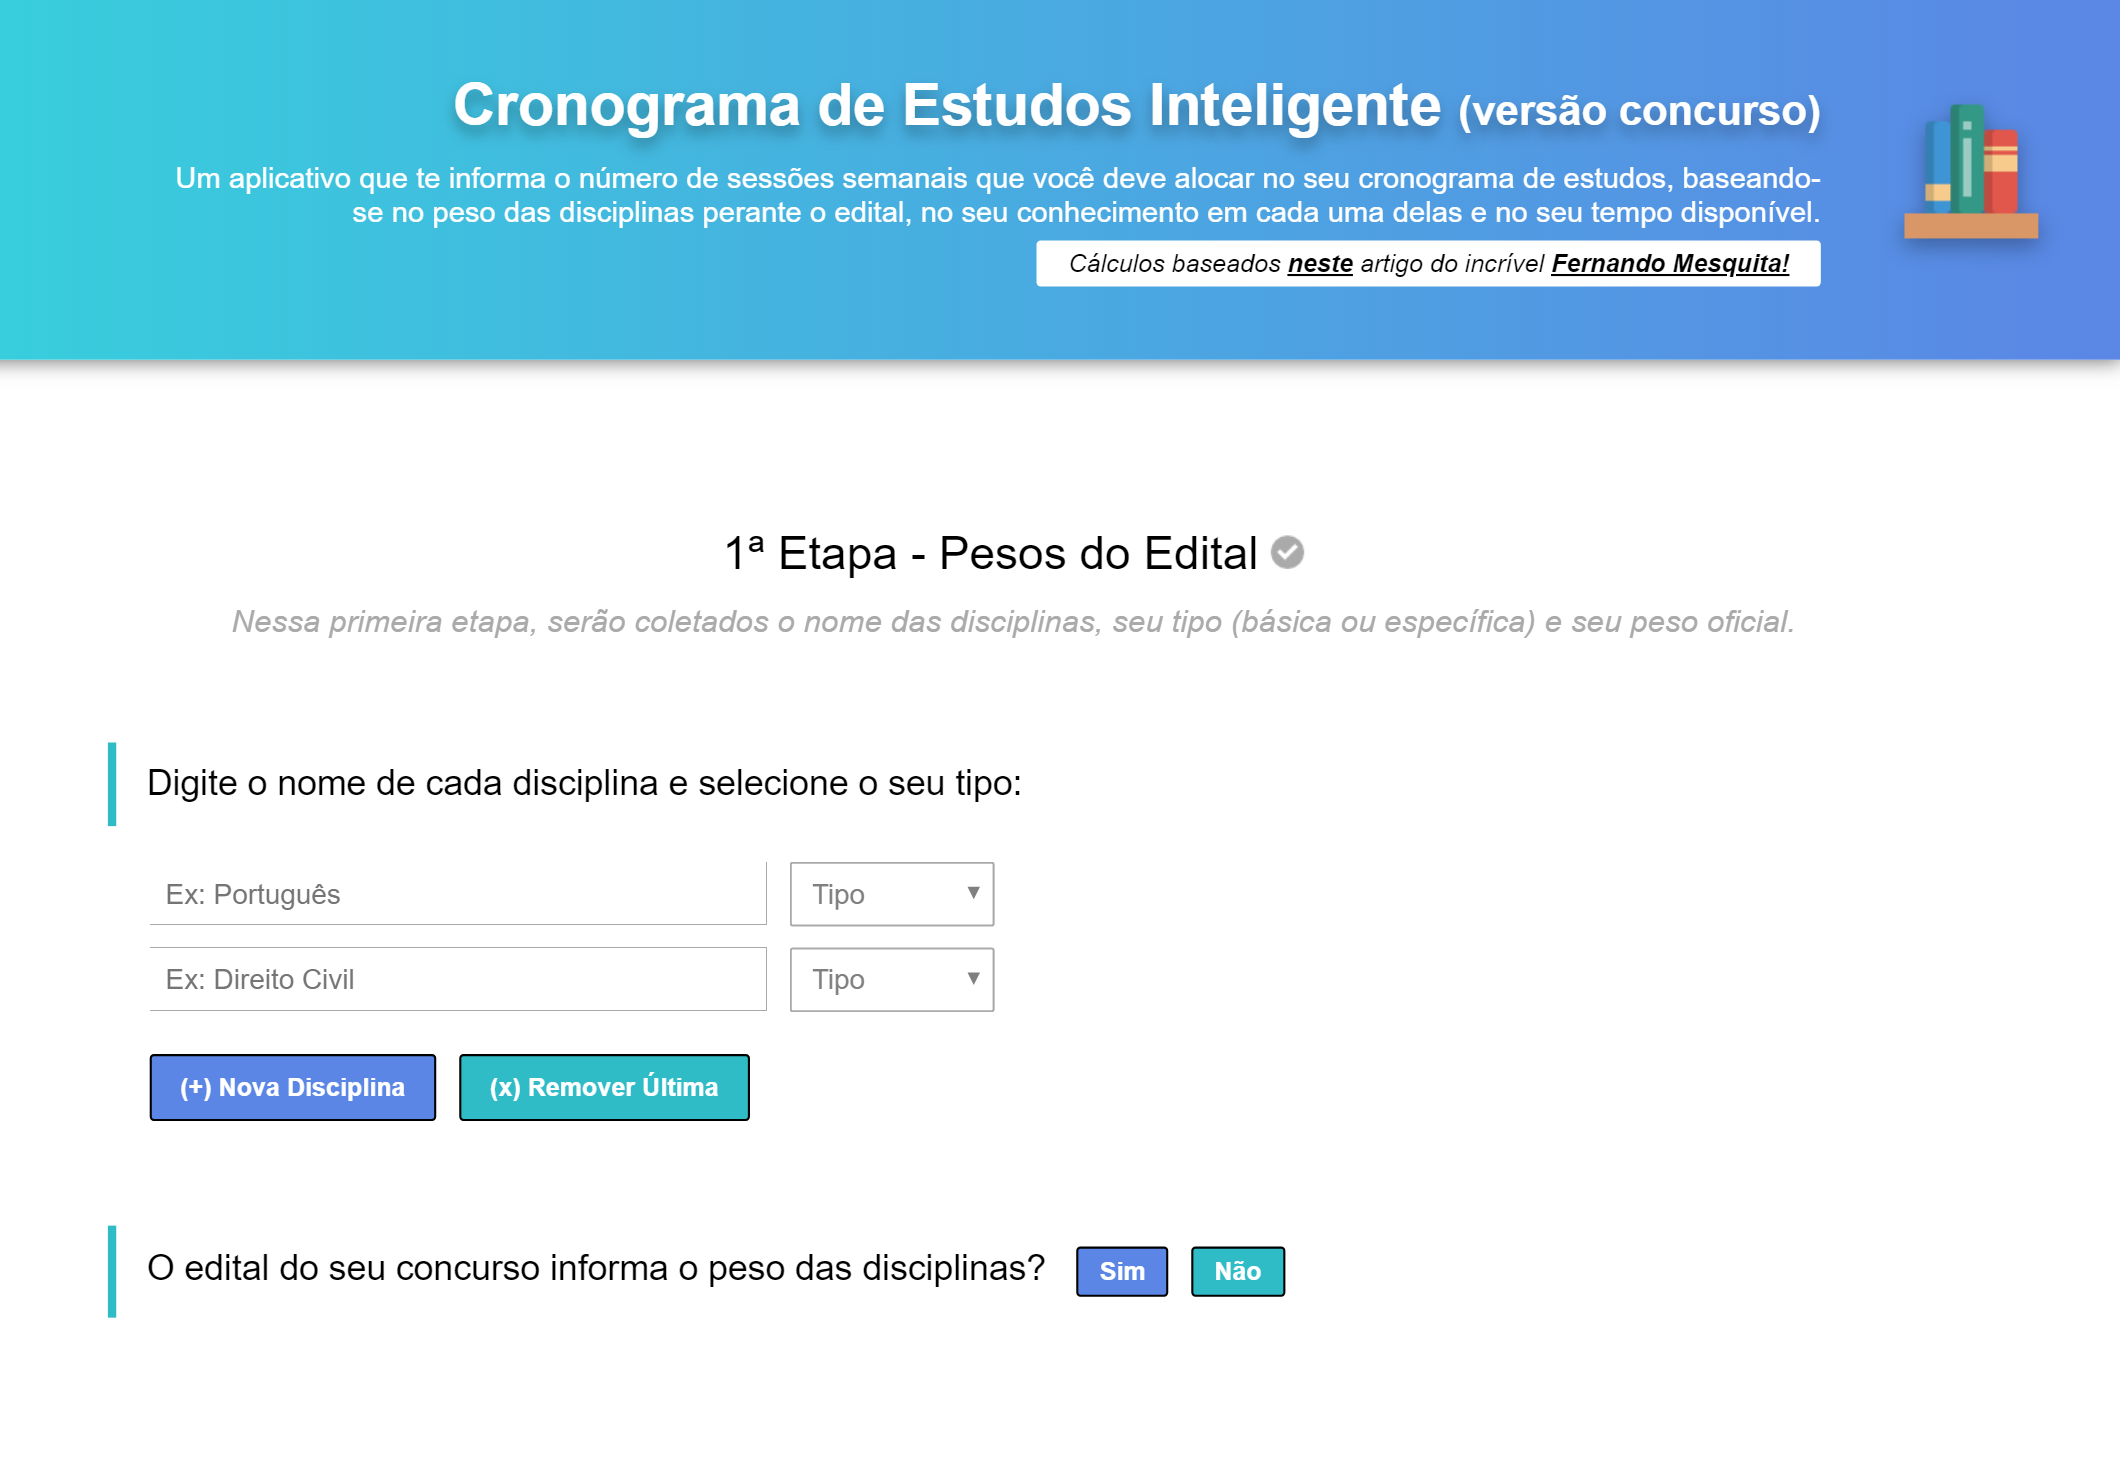 Cronograma de Estudos Inteligente (versão concurso)
Um aplicativo que te informa o número de sessões semanais que você deve alocar no seu cronograma de estudos, baseando-
se no peso das disciplinas perante o edital, no seu conhecimento em cada uma delas e no seu tempo disponível.
Cálculos baseados neste artigo do incrível Fernando Mesquita!
1ª Etapa - Pesos do Edital
Nessa primeira etapa, serão coletados o nome das disciplinas, seu tipo (básica ou específica) e seu peso oficial.
Digite o nome de cada disciplina e selecione o seu tipo:
Ex: Português Tipo
Ex: Direito Civil Tipo
(+) Nova Disciplina (x) Remover Última
O edital do seu concurso informa o peso das disciplinas? Sim Não